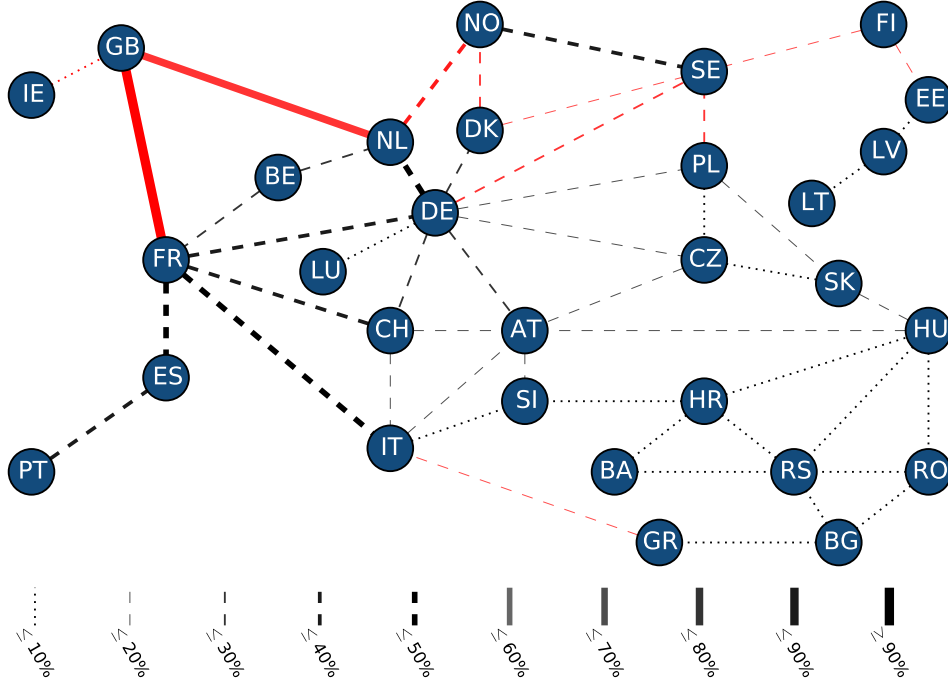 NO
FI
GB
SE
IE
EE
DK
NL
LV
BE
PL
LT
DE
FR
LU
CZ
SK
CH
AT
HU
ES
SI
HR
IT
PT
BA
RS
RO
GR
BG
≤ 10%
≤ 20%
≤ 30%
≤ 40%
≤ 50%
≤ 60%
≤ 70%
≤ 80%
≤ 90%
≥ 90%